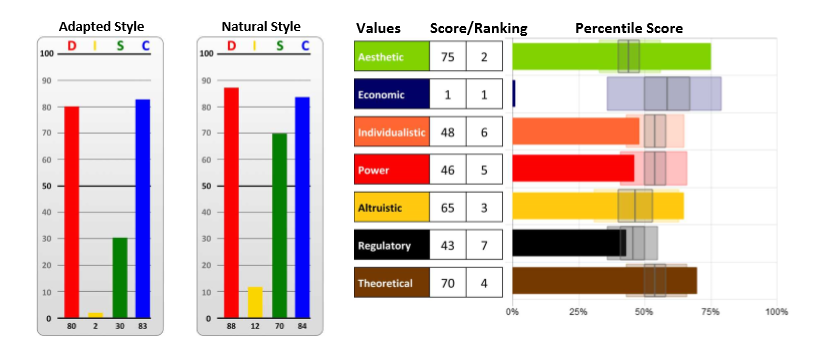 Adapted Style
D I S C
100
90
80
70
60
50
40
30
20
10
0
80 2 30 83
Natural Style
D I S C
100
90
80
70
60
50
40
30
20
10
0
88 12 70 84
Values Score/Ranking Percentile Score
Aesthetic 75 2
Economic 1 1
Individualistic 48 6
Power 46 5
Altruistic 65 3
Regulatory 43 7
Theoretical 70 4
0% 25% 50% 75% 100%